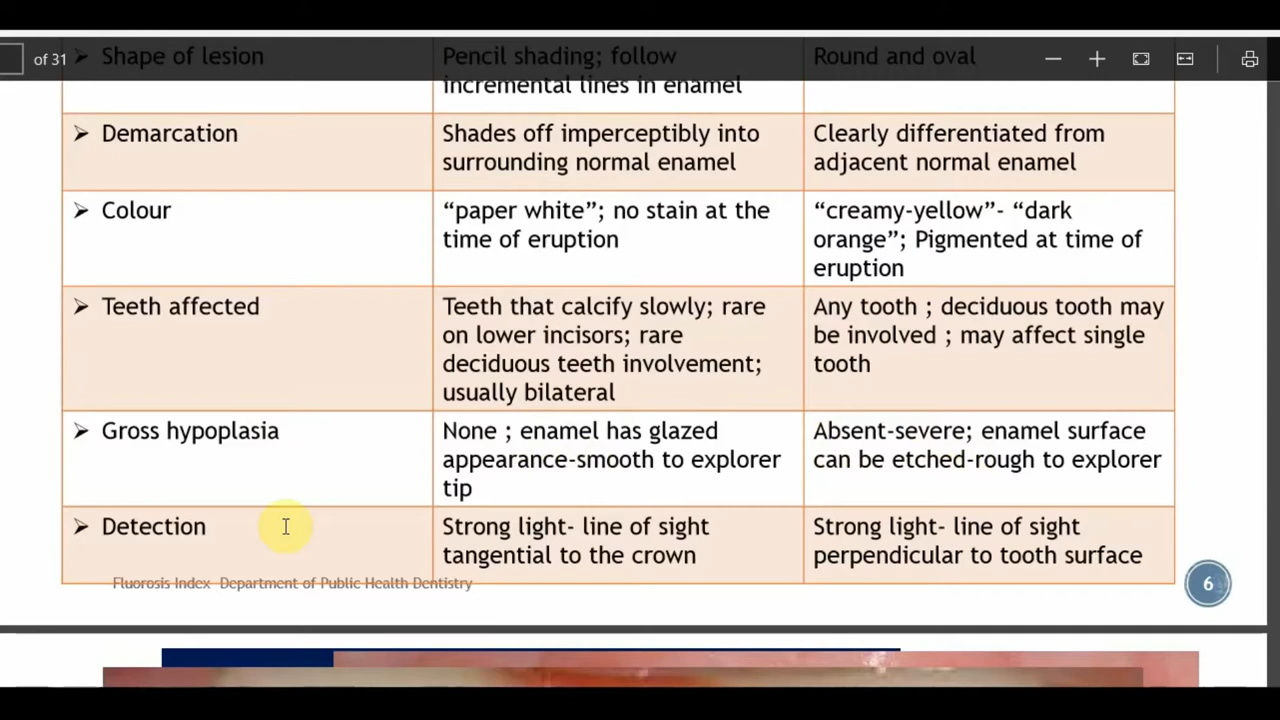 of 31
Shape of lesion
Pencil shading; follow
incremental lines in enamel
Round and oval
Demarcation
Shades off imperceptibly into
surrounding normal enamel
Clearly differentiated from
adjacent normal enamel
Colour
“paper white”; no stain at the
time of eruption
“creamy-yellow”- “dark
orange”; Pigmented at time of
eruption
Teeth affected
Teeth that calcify slowly; rare
on lower incisors; rare
deciduous teeth involvement;
usually bilateral
Any tooth ; deciduous tooth may
be involved ; may affect single
tooth
Gross hypoplasia
None ; enamel has glazed
appearance-smooth to explorer
tip
Absent-severe; enamel surface
can be etched-rough to explorer
Detection
Strong light- line of sight
tangential to the crown
Strong light- line of sight
perpendicular to tooth surface
Fluorosis Index- Department of Public Health Dentistry
6